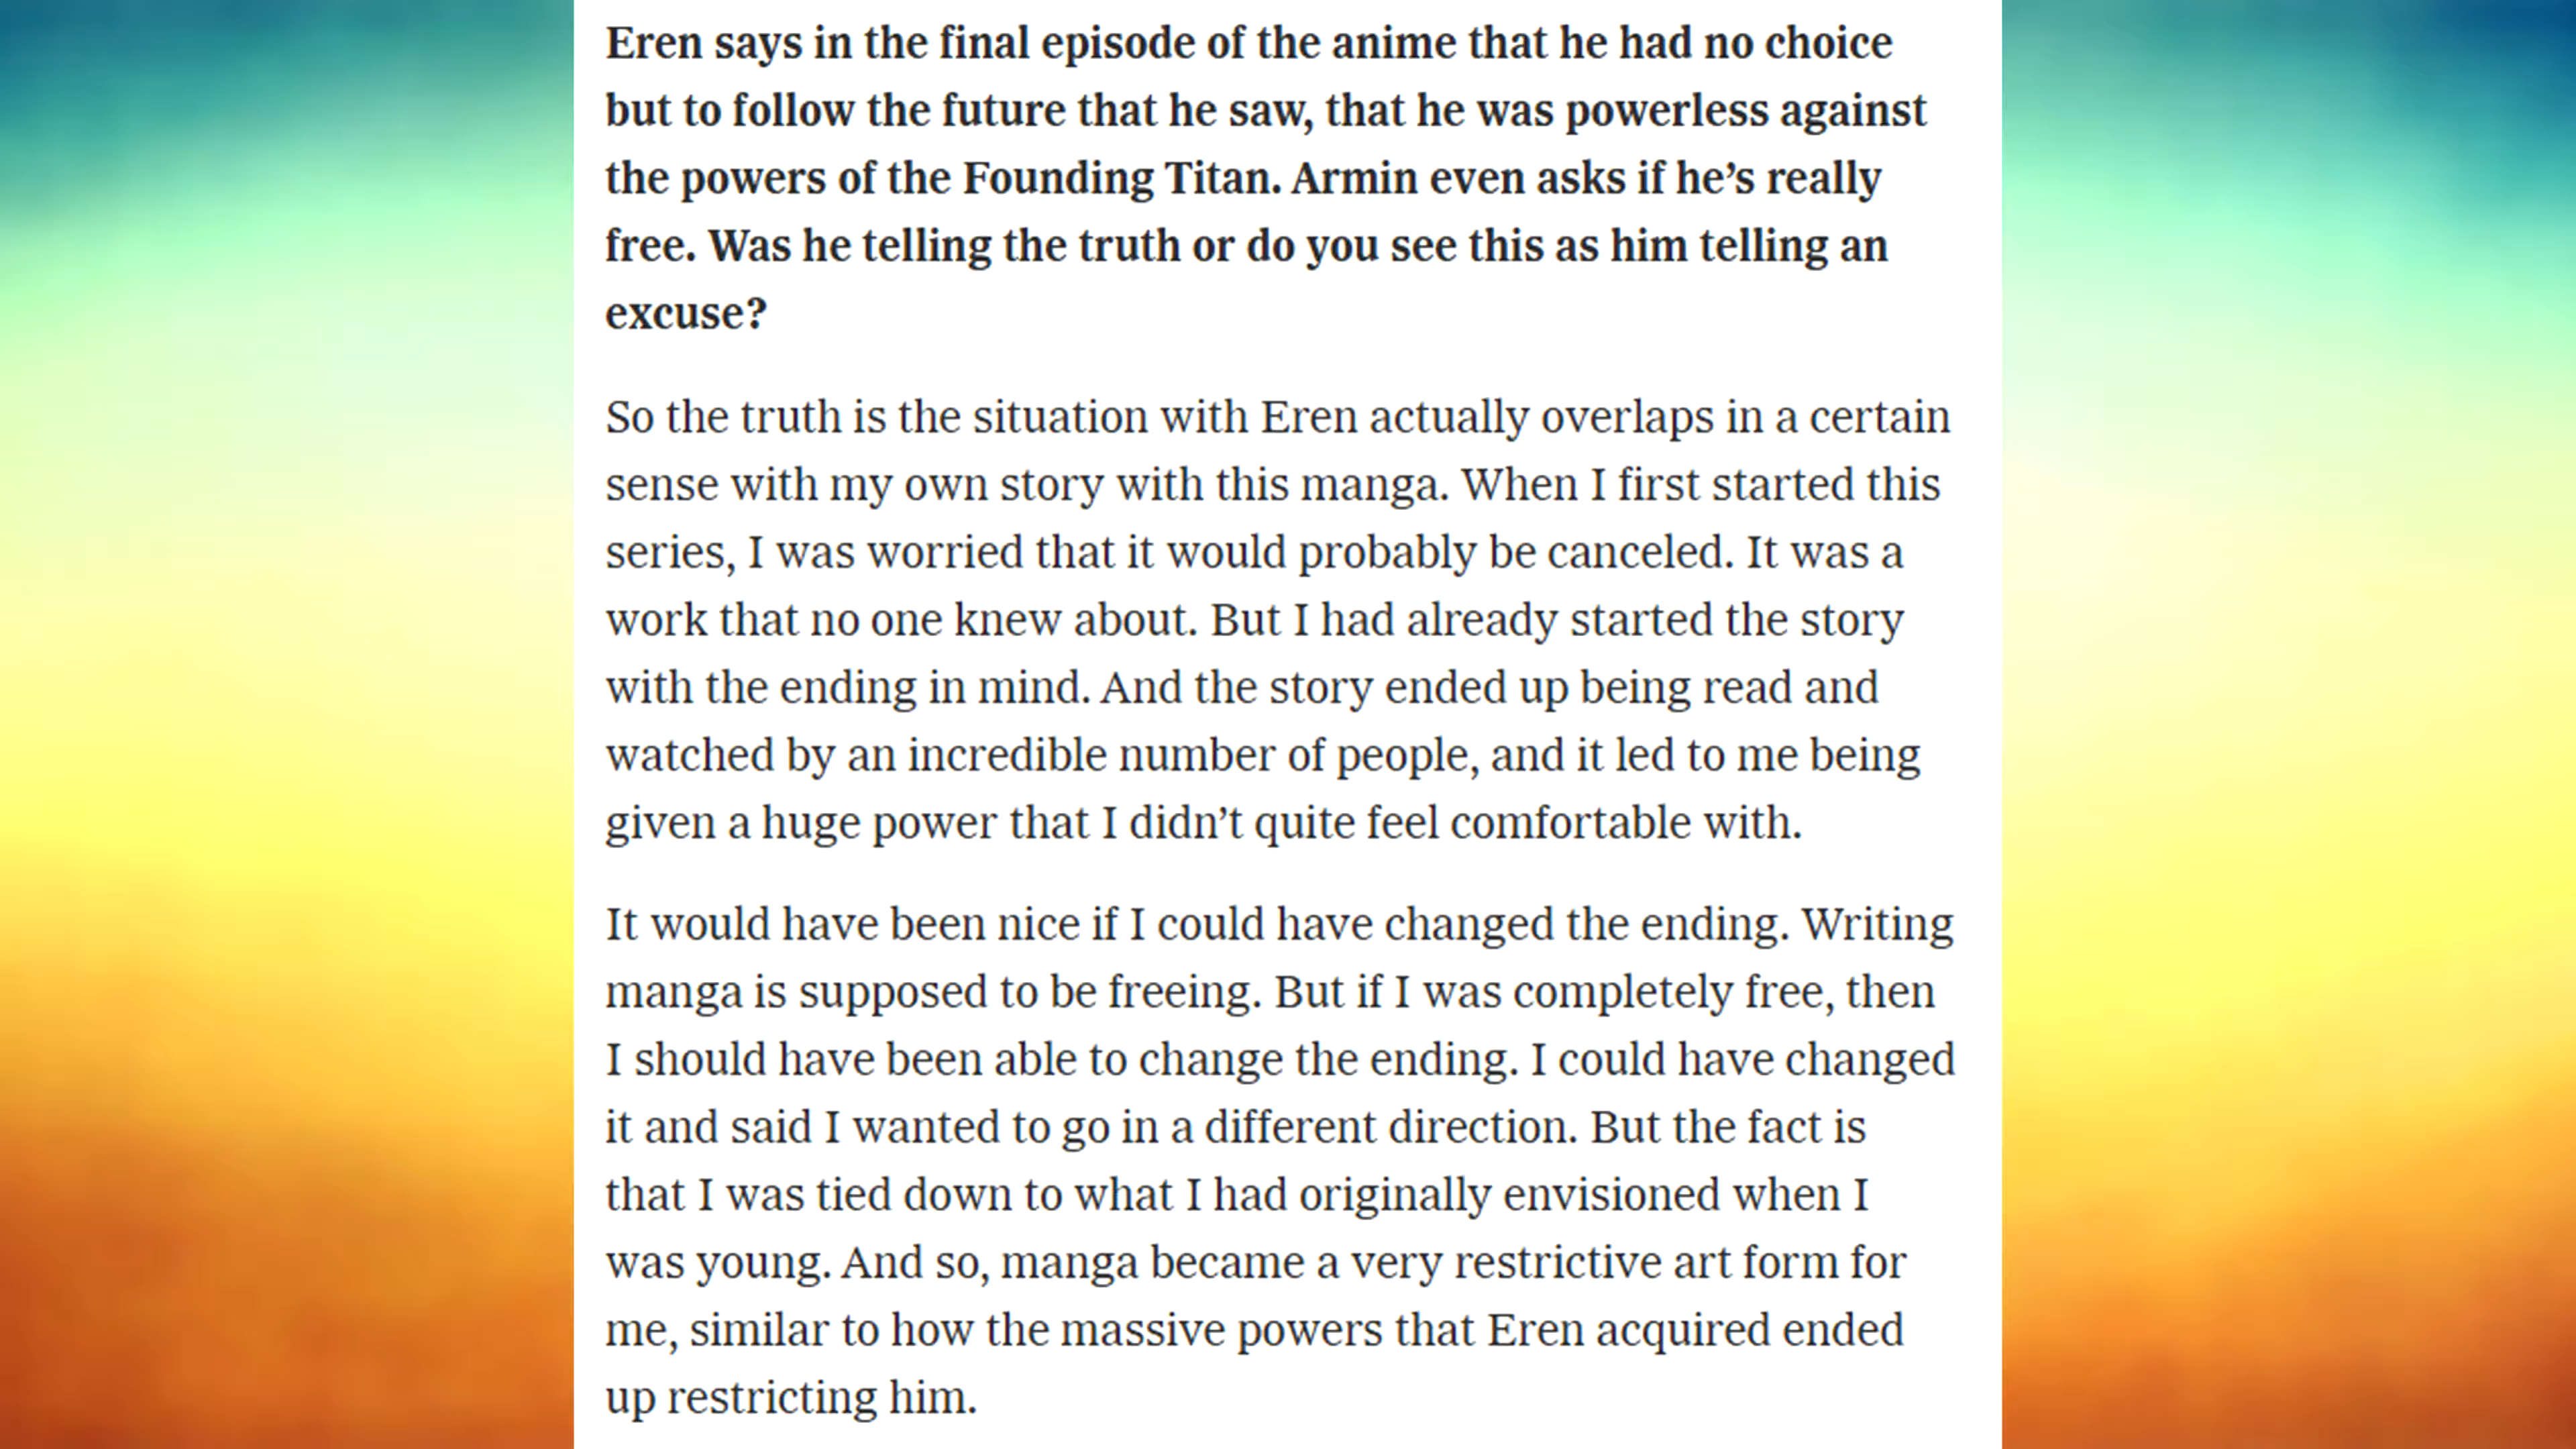 Eren says in the final episode of the anime that he had no choice
but to follow the future that he saw, that he was powerless against
the powers of the Founding Titan. Armin even asks if he’s really
free. Was he telling the truth or do you see this as him telling an
excuse?
So the truth is the situation with Eren actually overlaps in a certain
sense with my own story with this manga. When I first started this
series, I was worried that it would probably be canceled. It was a
work that no one knew about. But I had already started the story
with the ending in mind. And the story ended up being read and
watched by an incredible number of people, and it led to me being
given a huge power that I didn’t quite feel comfortable with.
It would have been nice if I could have changed the ending. Writing
manga is supposed to be freeing. But if I was completely free, then
I should have been able to change the ending. I could have changed
it and said I wanted to go in a different direction. But the fact is
that I was tied down to what I had originally envisioned when I
was young. And so, manga became a very restrictive art form for
me, similar to how the massive powers that Eren acquired ended
up restricting him.